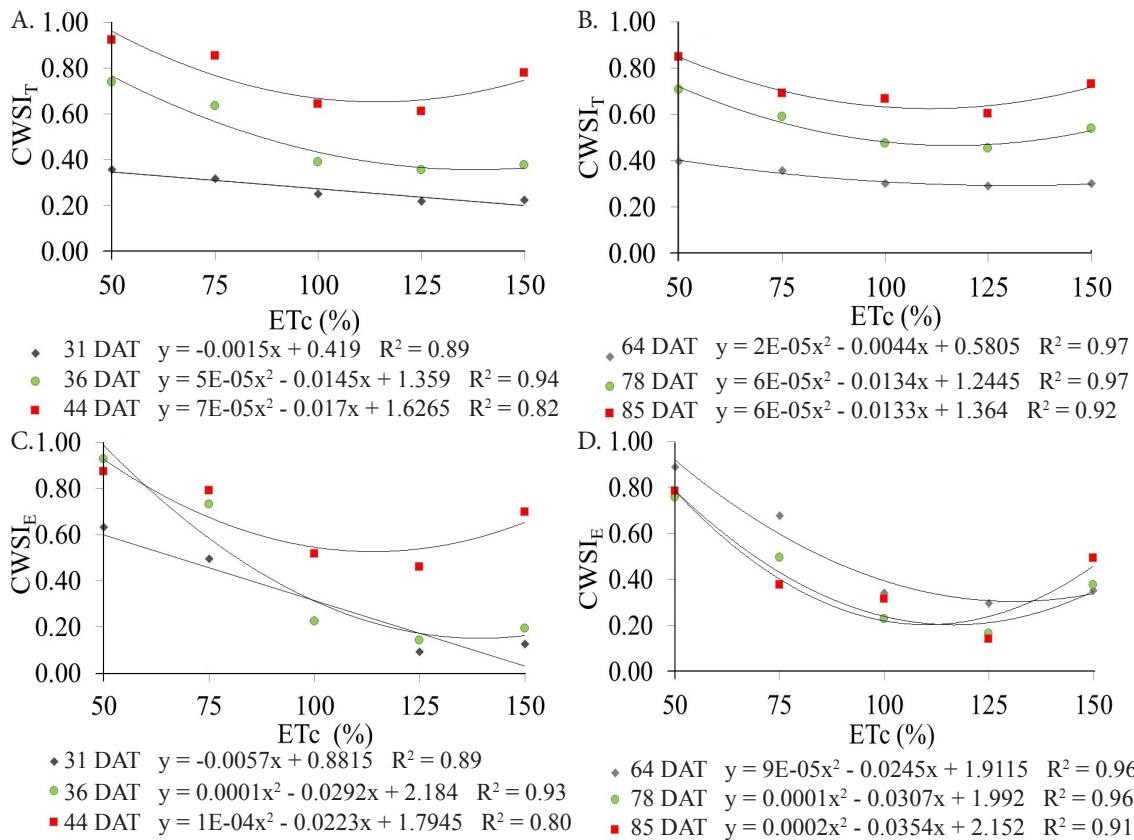 A.
CWSI_T
1.00
0.80
0.60
0.40
0.20
0.00
50 75 100 125 150
ETc (%)
31 DAT y = -0.0015x + 0.419 R² = 0.89
36 DAT y = 5E-05x² - 0.0145x + 1.359 R² = 0.94
44 DAT y = 7E-05x² - 0.017x + 1.6265 R² = 0.82
B.
CWSI_T
1.00
0.80
0.60
0.40
0.20
0.00
50 75 100 125 150
ETc (%)
64 DAT y = 2E-05x² - 0.0044x + 0.5805 R² = 0.97
78 DAT y = 6E-05x² - 0.0134x + 1.2445 R² = 0.97
85 DAT y = 6E-05x² - 0.0133x + 1.364 R² = 0.92
C.
CWSI_E
1.00
0.80
0.60
0.40
0.20
0.00
50 75 100 125 150
ETc (%)
31 DAT y = -0.0057x + 0.8815 R² = 0.89
36 DAT y = 0.0001x² - 0.0292x + 2.184 R² = 0.93
44 DAT y = 1E-04x² - 0.0223x + 1.7945 R² = 0.80
D.
CWSI_E
1.00
0.80
0.60
0.40
0.20
0.00
50 75 100 125 150
ETc (%)
64 DAT y = 9E-05x² - 0.0245x + 1.9115 R² = 0.96
78 DAT y = 0.0001x² - 0.0307x + 1.992 R² = 0.96
85 DAT y = 0.0002x² - 0.0354x + 2.152 R² = 0.91